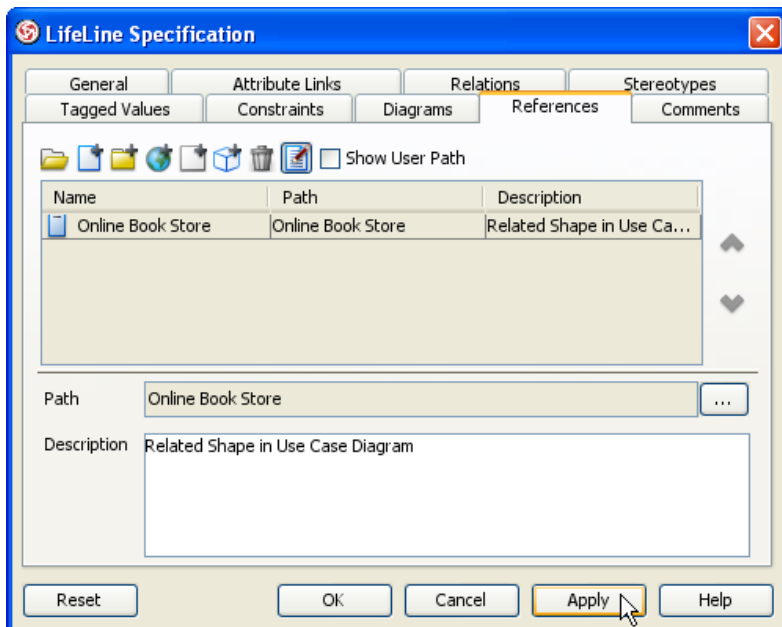 LifeLine Specification
General Attribute Links Relations Stereotypes
Tagged Values Constraints Diagrams References Comments
Show User Path
Name Path Description
Online Book Store Online Book Store Related Shape in Use Ca...
Path Online Book Store ...
Description Related Shape in Use Case Diagram
Reset OK Cancel Apply Help